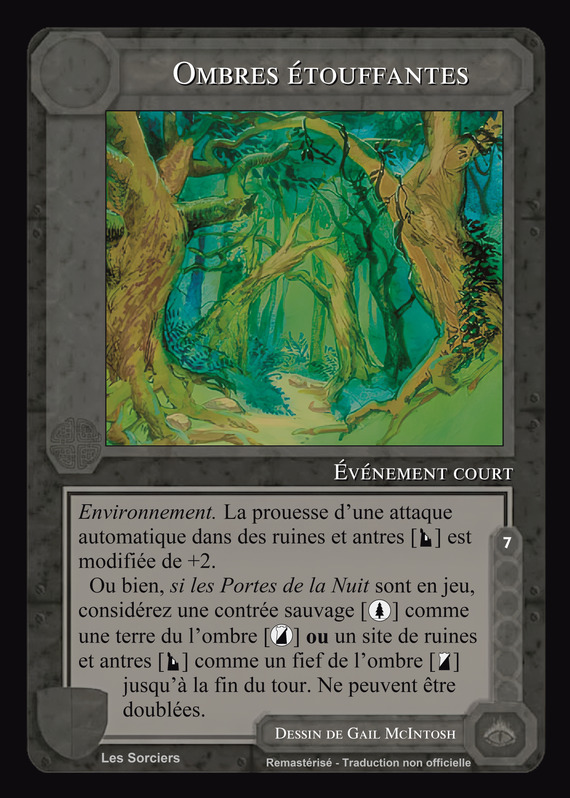 Ombres étouffantes
Événement court
Environnement. La prouesse d'une attaque
automatique dans des ruines et antres [ ] est
modifiée de +2.
Ou bien, si les Portes de la Nuit sont en jeu,
considérez une contrée sauvage [ ] comme
une terre du l'ombre [ ] ou un site de ruines
et antres [ ] comme un fief de l'ombre [ ]
jusqu'à la fin du tour. Ne peuvent être
doublées.
7
Dessin de Gail McIntosh
Les Sorciers
Remastérisé - Traduction non officielle